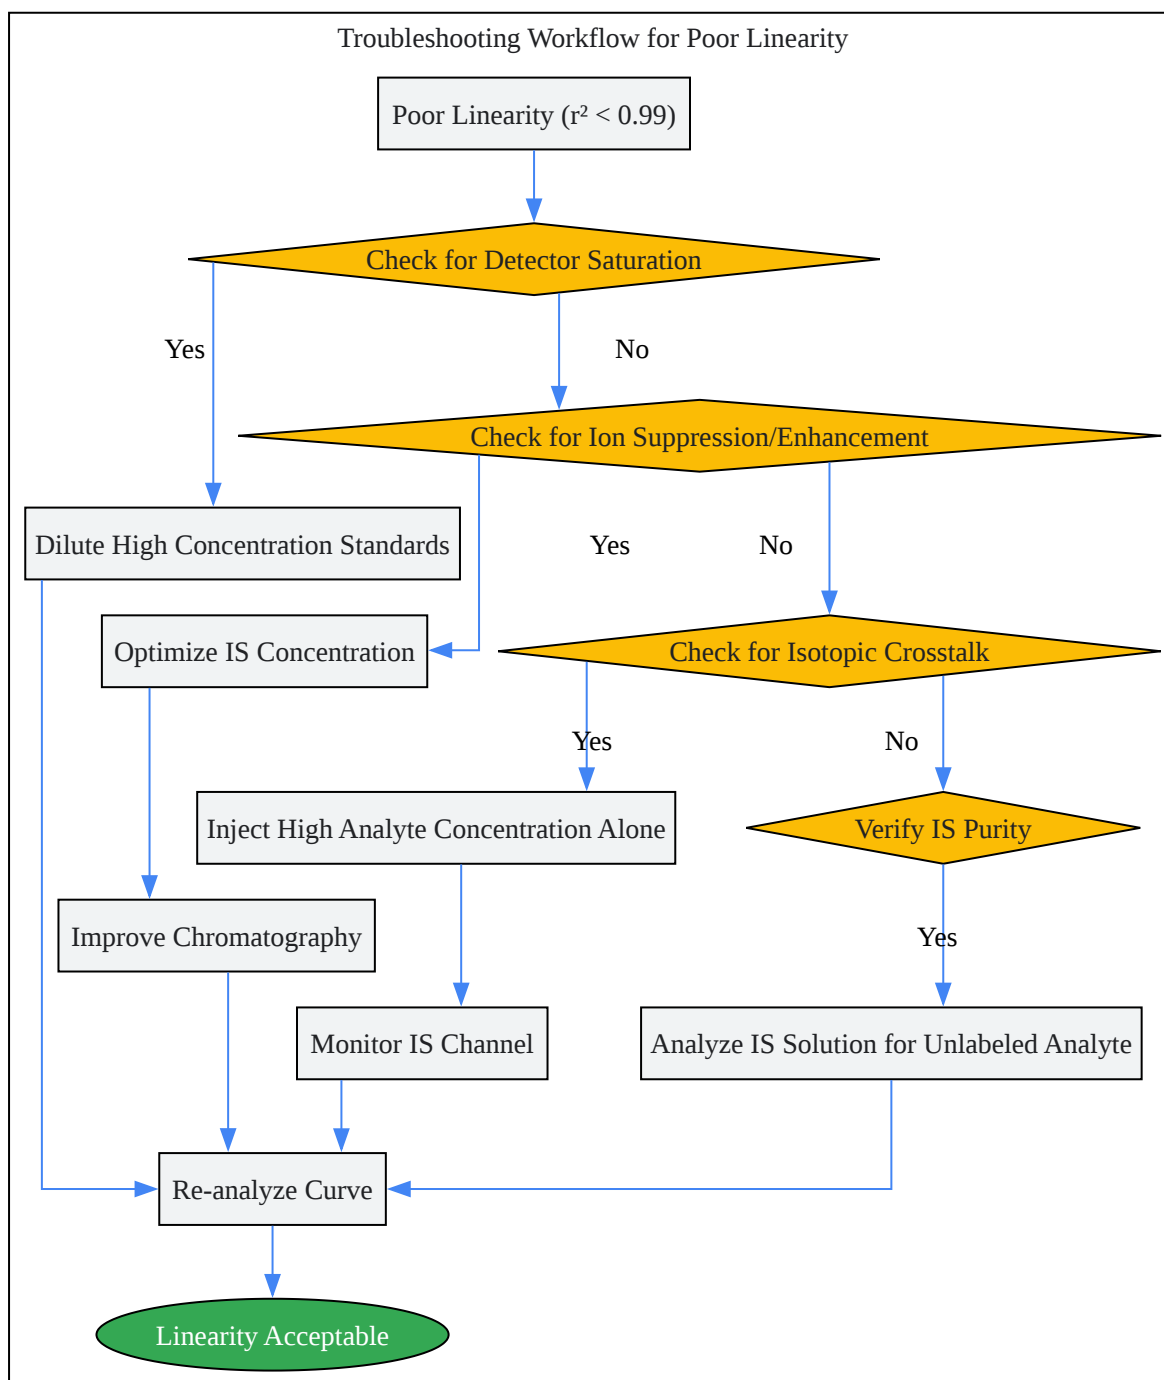 Troubleshooting Workflow for Poor Linearity
Poor Linearity (r² < 0.99)
Check for Detector Saturation
Yes
No
Check for Ion Suppression/Enhancement
Dilute High Concentration Standards
Yes
No
Optimize IS Concentration
Check for Isotopic Crosstalk
Yes
No
Inject High Analyte Concentration Alone
Verify IS Purity
Improve Chromatography
Yes
Monitor IS Channel
Analyze IS Solution for Unlabeled Analyte
Re-analyze Curve
Linearity Acceptable